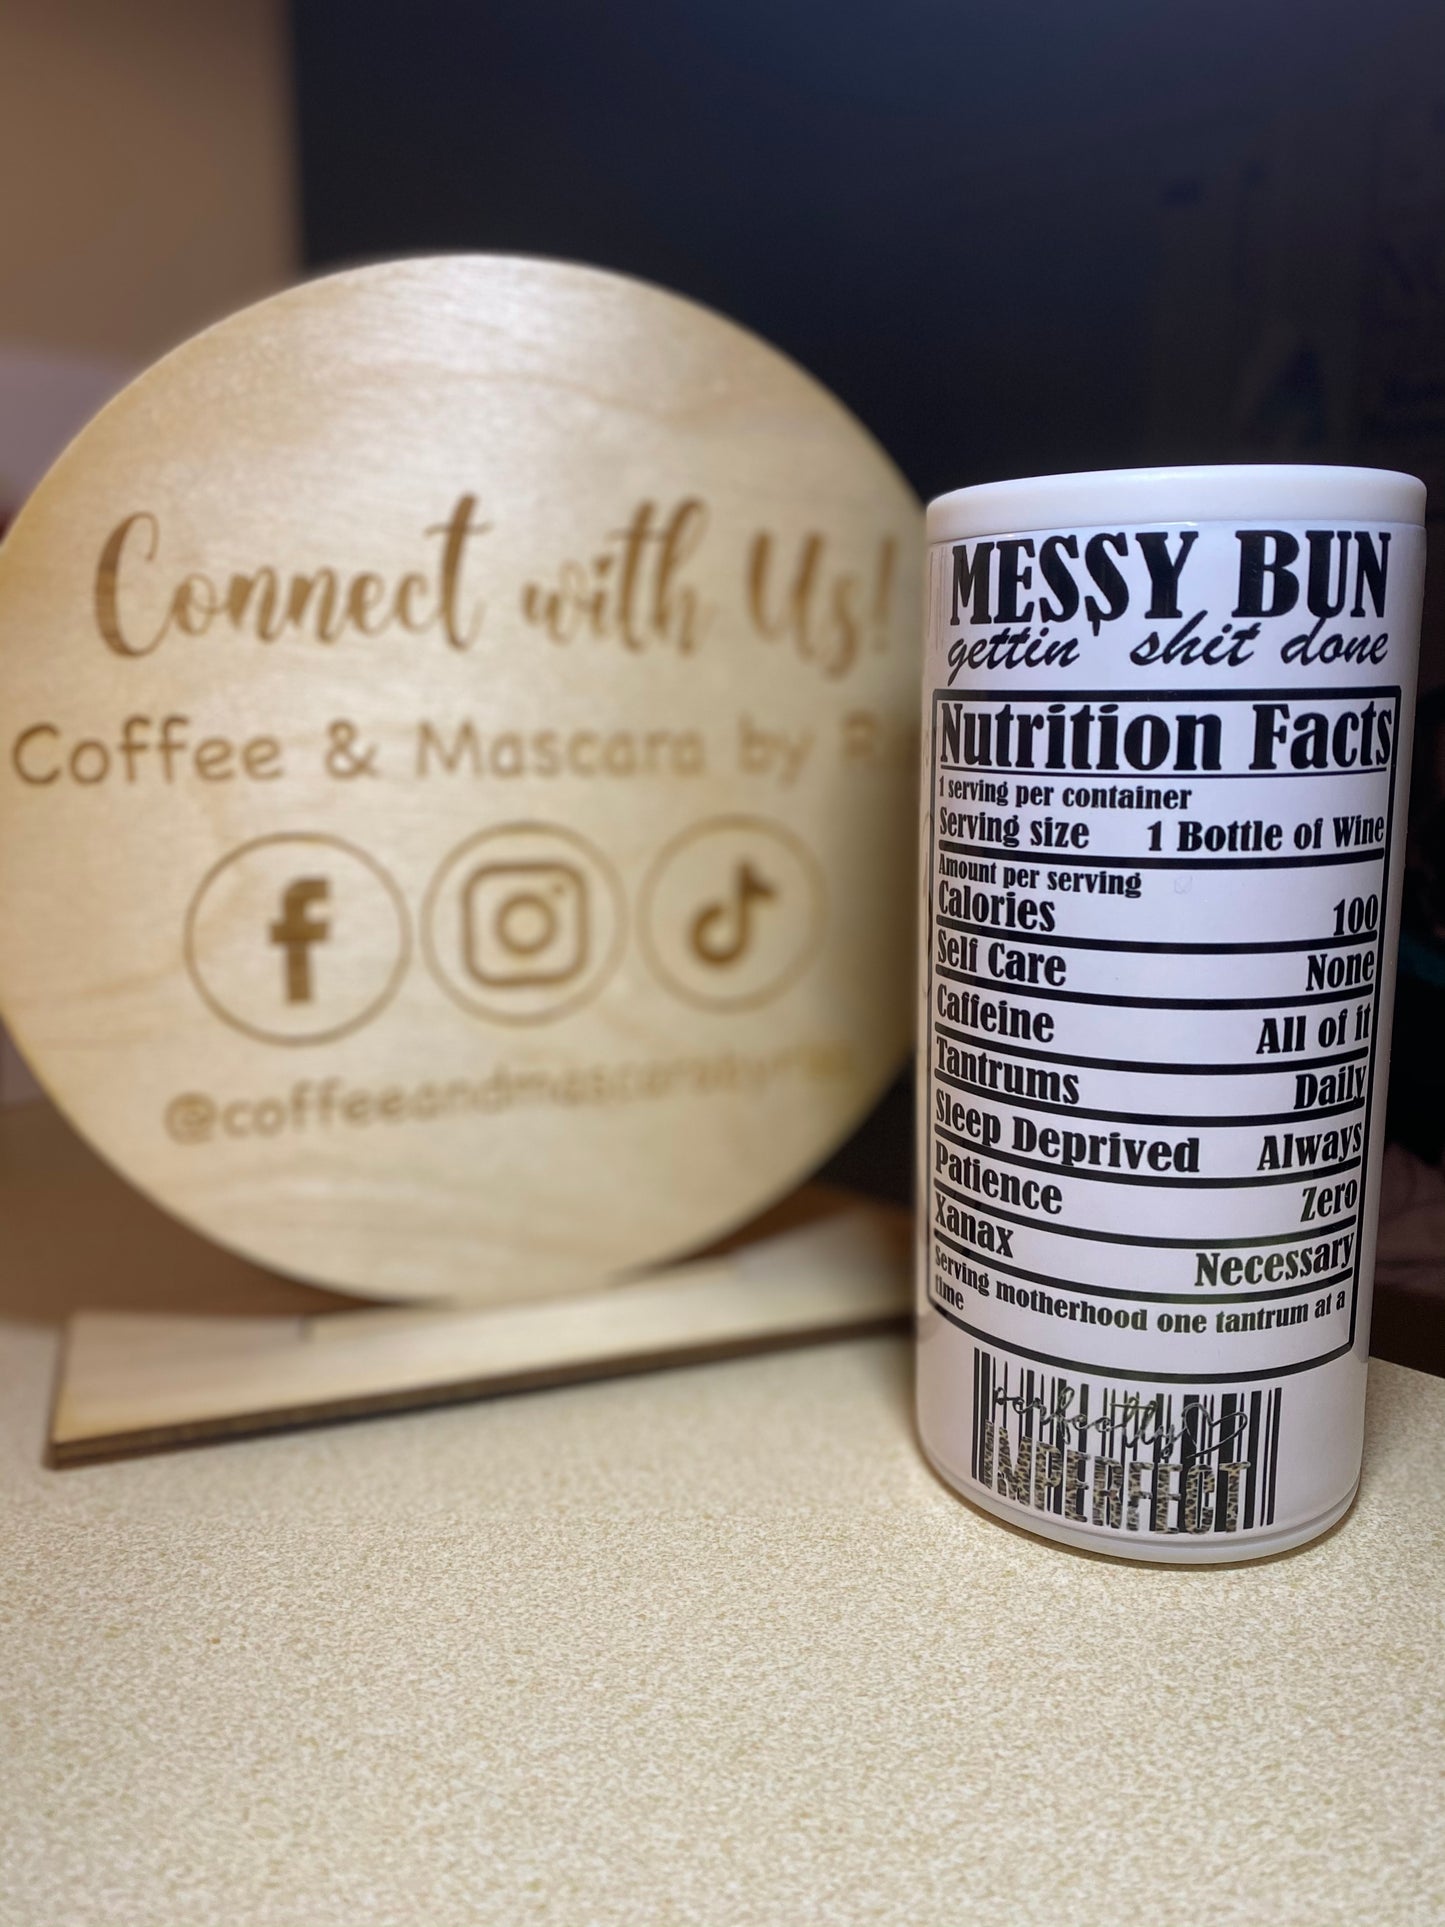 Connect with Us!
Coffee & Mascara by
MESSY BUN
gettin' shit done
Nutrition Facts
1 serving per container
Serving size 1 Bottle of Wine
Amount per serving
Calories 100
Self Care None
Caffeine All of it
Tantrums Daily
Sleep Deprived Always
Patience Zero
Xanax Necessary
Serving motherhood one tantrum at a
time
perfectly
IMPERFECT